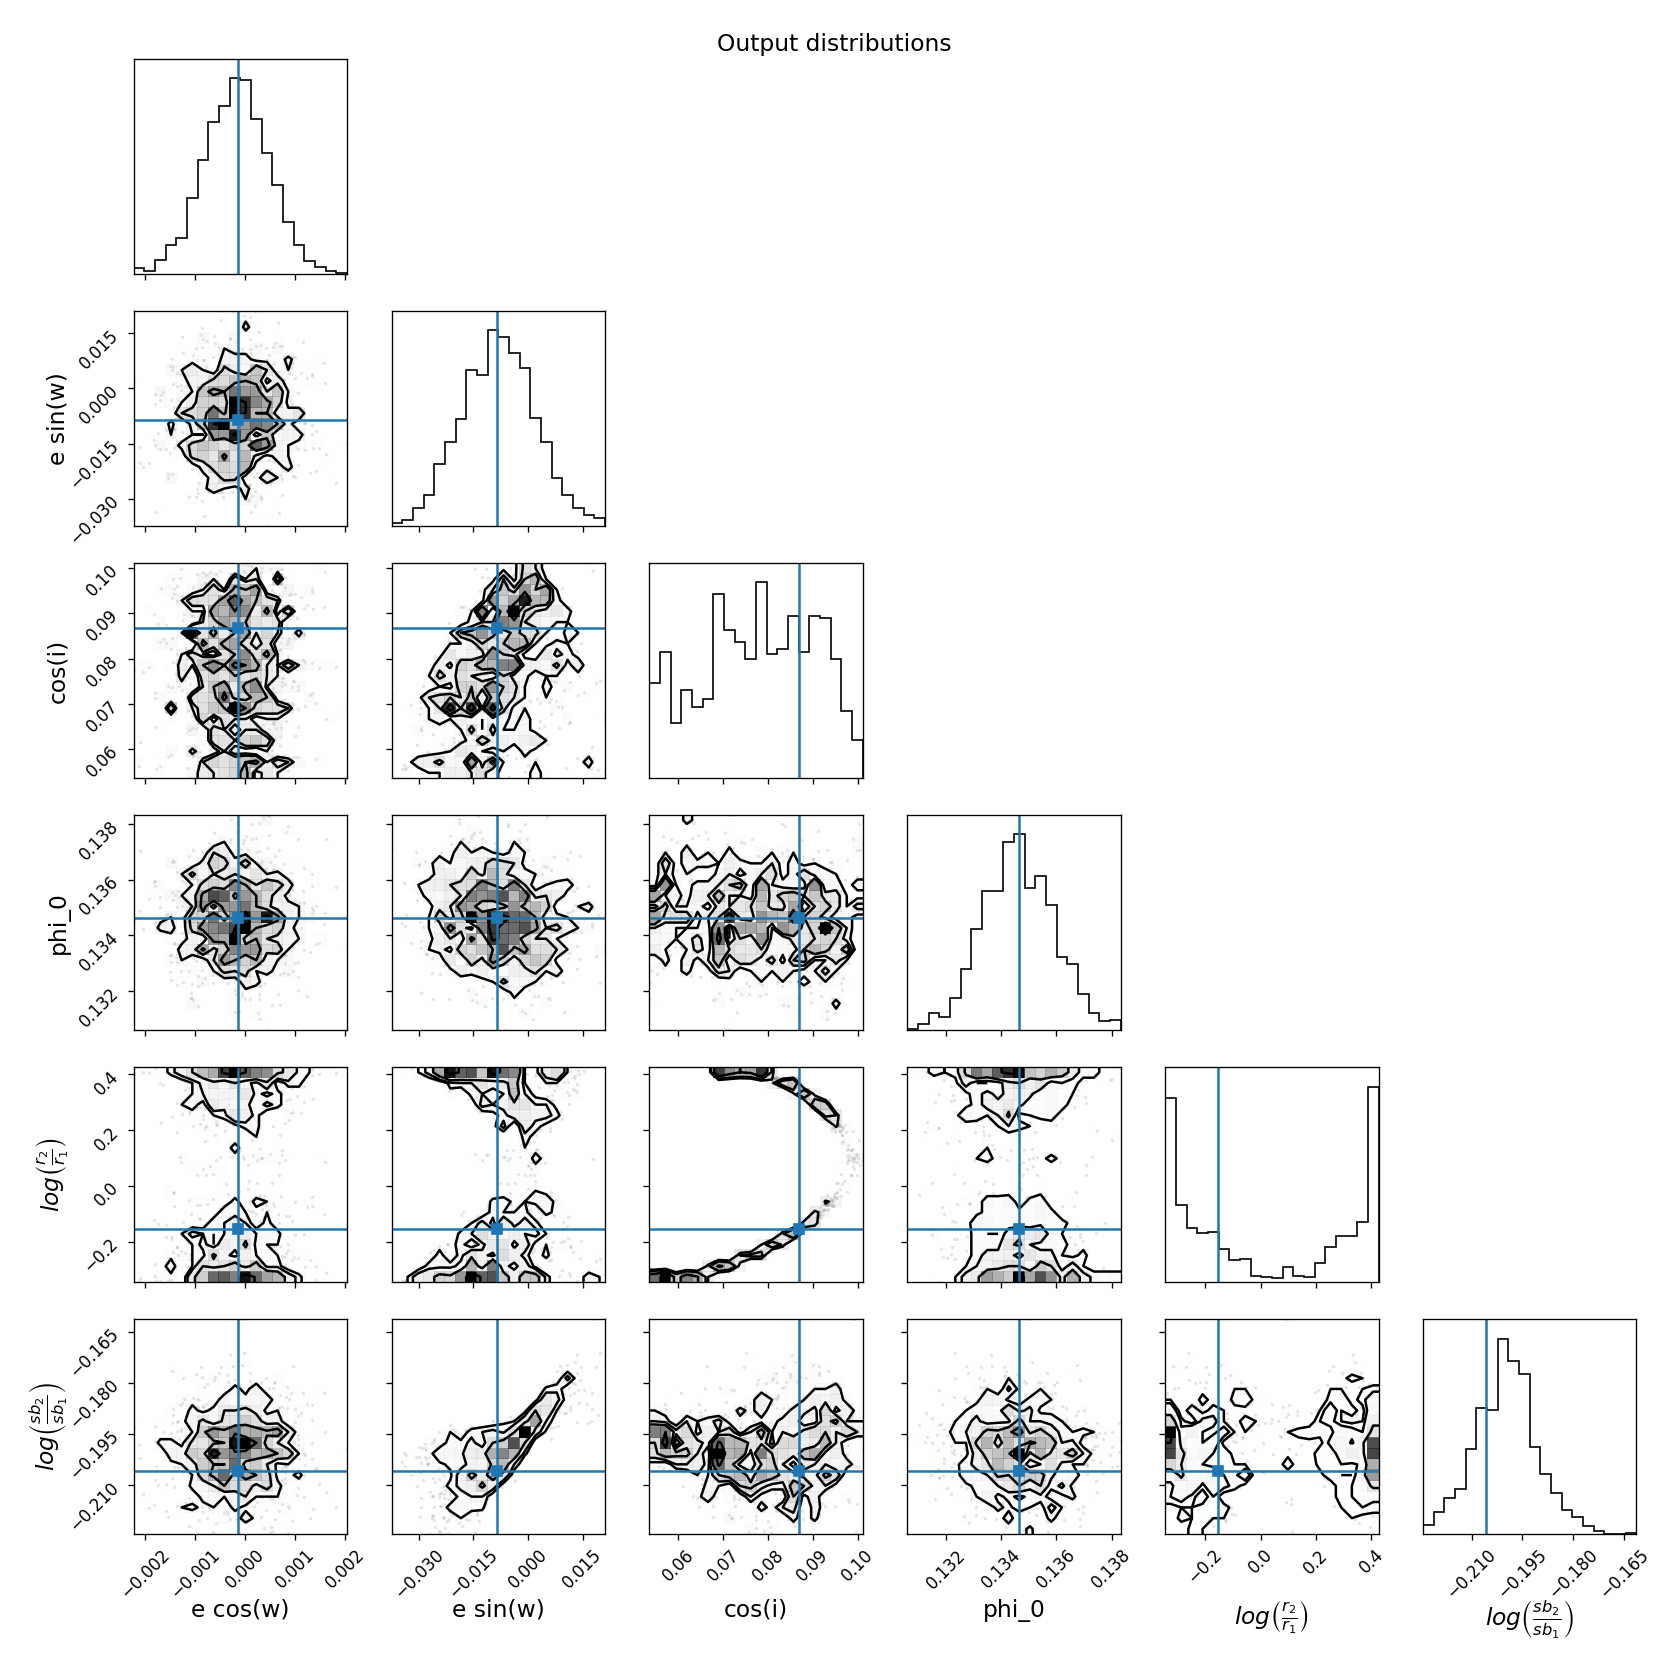 Output distributions
e sin(w)
0.015
0.000
−0.015
−0.030
cos(i)
0.10
0.09
0.08
0.07
0.06
phi_0
0.138
0.136
0.134
0.132
log(r2/r1)
0.4
0.2
0.0
−0.2
log(sb2/sb1)
−0.165
−0.180
−0.195
−0.210
−0.002 −0.001 0.000 0.001 0.002
−0.030 −0.015 0.000 0.015
0.06 0.07 0.08 0.09 0.10
0.132 0.134 0.136 0.138
−0.2 0.0 0.2 0.4
−0.210 −0.195 −0.180 −0.165
e cos(w)
e sin(w)
cos(i)
phi_0
log(r2/r1)
log(sb2/sb1)